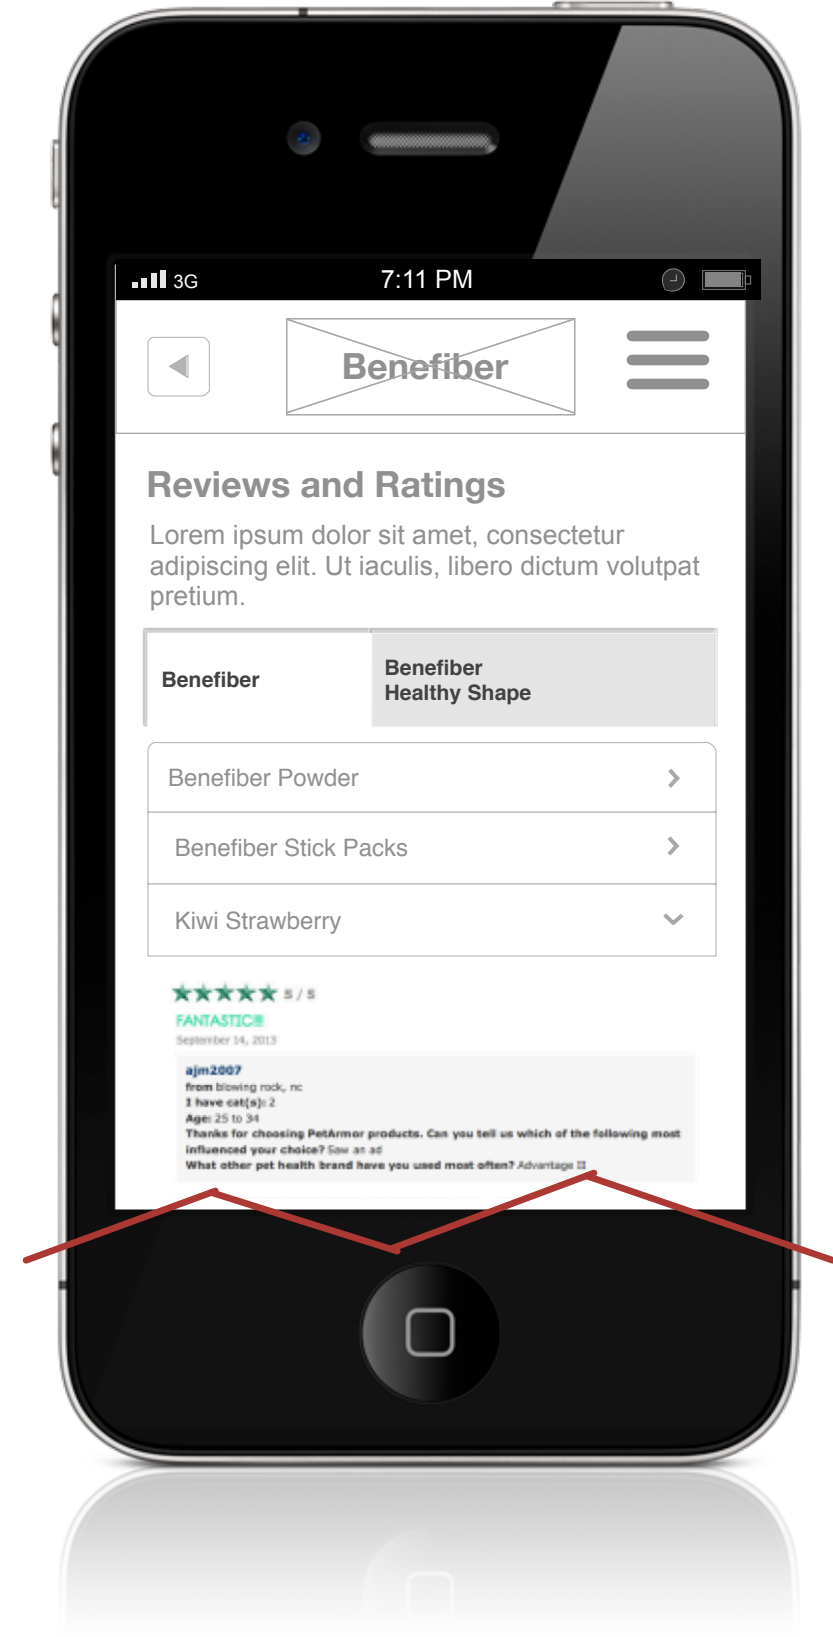 3G 7:11 PM
Benefiber
Reviews and Ratings
Lorem ipsum dolor sit amet, consectetur
adipiscing elit. Ut iaculis, libero dictum volutpat
pretium.
Benefiber
Benefiber
Healthy Shape
Benefiber Powder
Benefiber Stick Packs
Kiwi Strawberry
5 / 5
FANTASTIC!!!
September 14, 2013
ajm2007
from blowing rock, nc
I have cat(s): 2
Age: 25 to 34
Thanks for choosing PetArmor products. Can you tell us which of the following most
influenced your choice? Saw an ad
What other pet health brand have you used most often? Advantage II